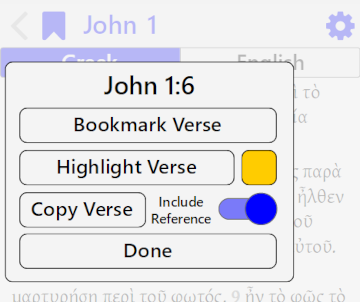 John 1
Greek English
John 1:6
Bookmark Verse
Highlight Verse
Copy Verse Include Reference
Done
ὶ τὸ
ία
ς παρὰ
ἦλθεν
οῦ
ὐτοῦ.
μαρτυρήσῃ περὶ τοῦ φωτός. 9 ἦν τὸ φῶς τὸ